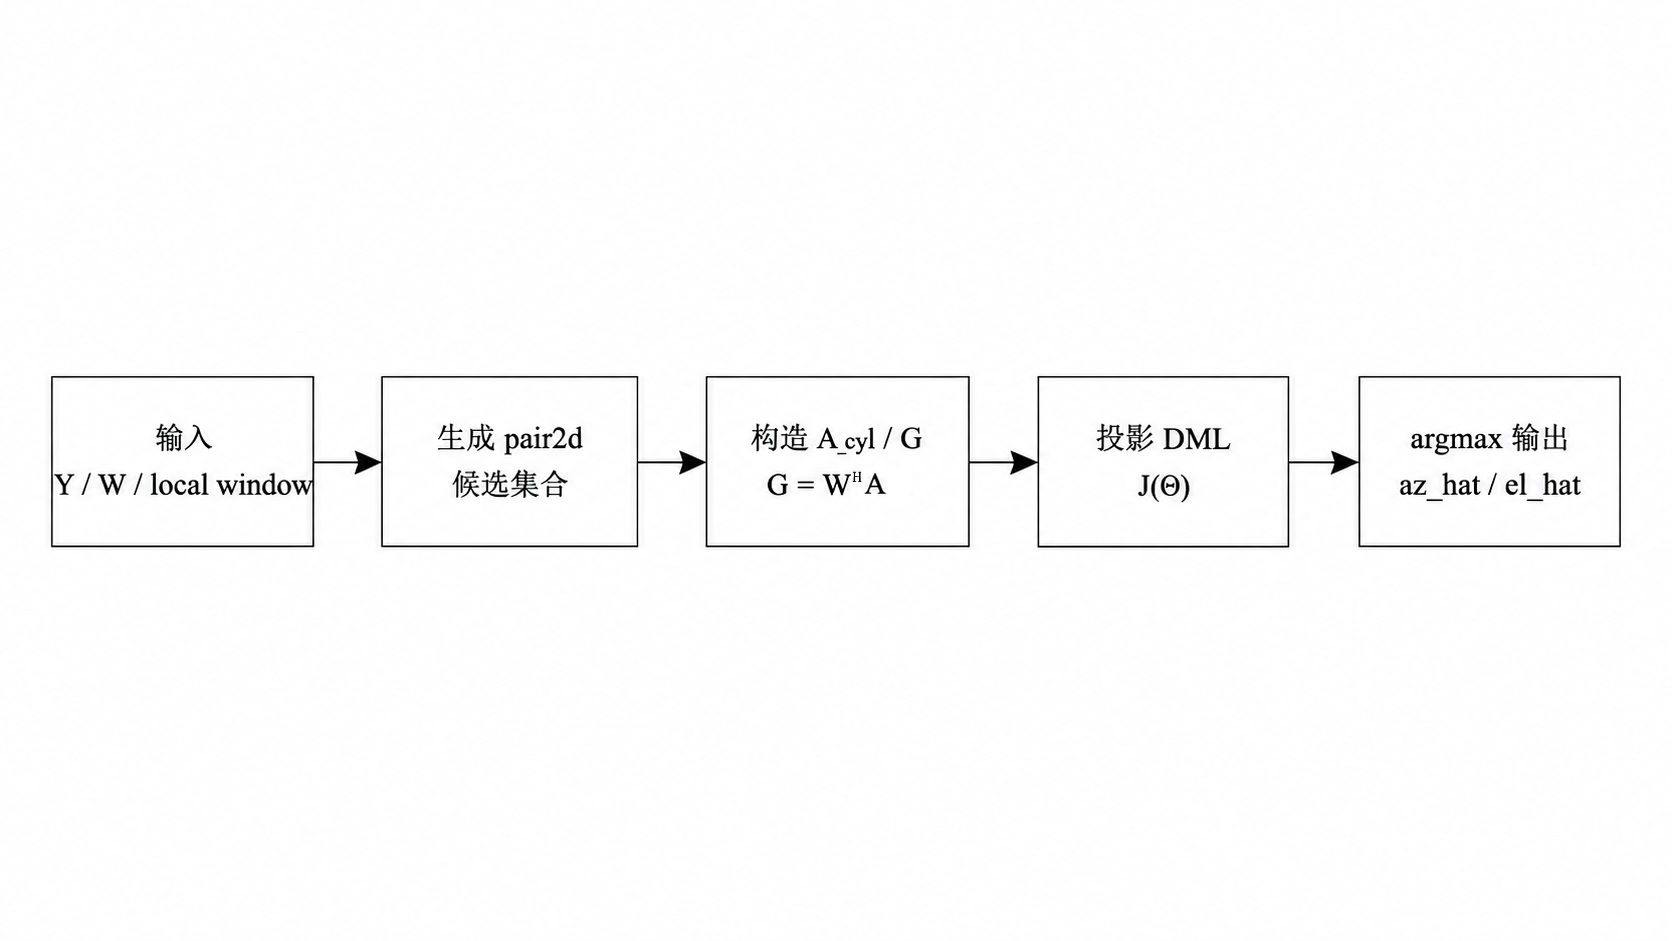 输入
Y / W / local window
生成 pair2d
候选集合
构造 A_cyl / G
G = Wᴴ A
投影 DML
J(Θ)
argmax 输出
az_hat / el_hat